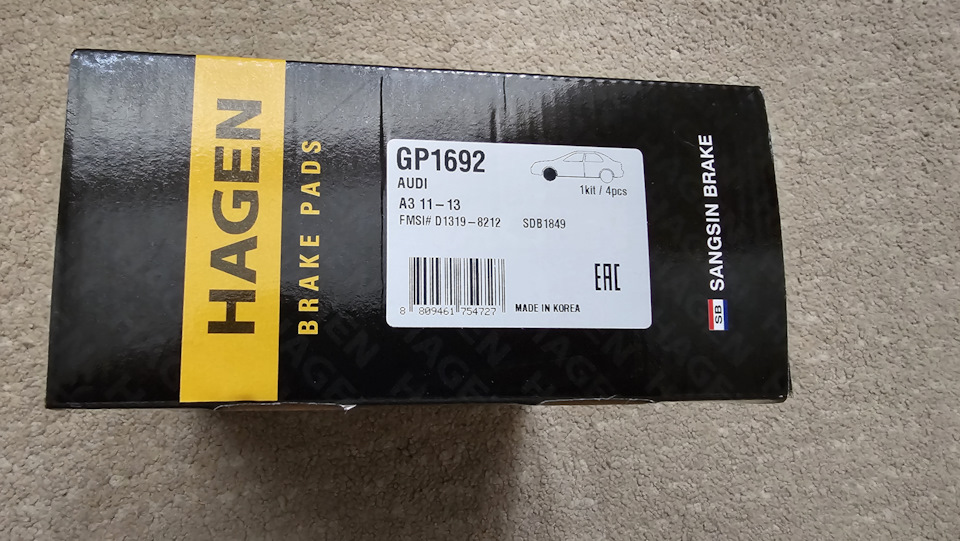 HAGEN
BRAKE PADS
GP1692
AUDI
1kit / 4pcs
A3 11-13
FMSI# D1319-8212 SDB1849
EAC
8 809461 754727
MADE IN KOREA
SB SANGSIN BRAKE